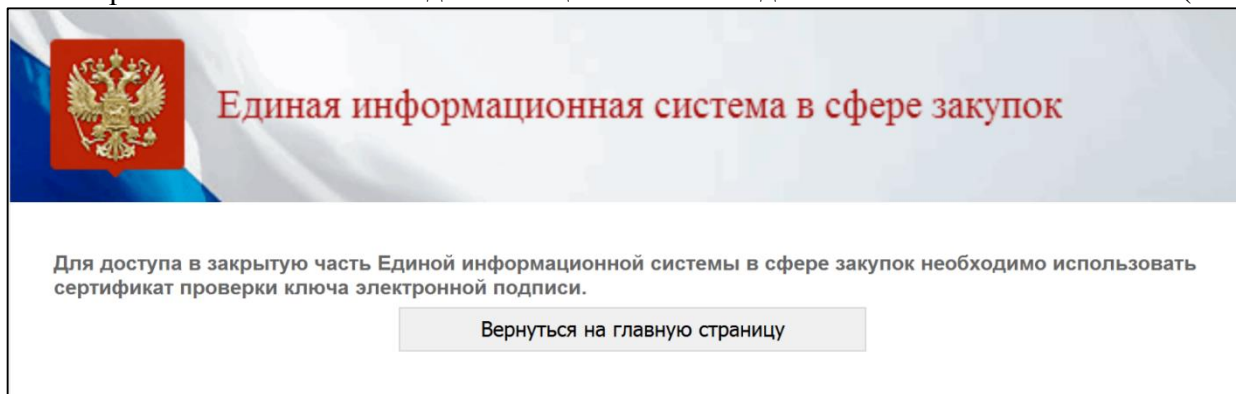 Единая информационная система в сфере закупок
Для доступа в закрытую часть Единой информационной системы в сфере закупок необходимо использовать
сертификат проверки ключа электронной подписи.
Вернуться на главную страницу